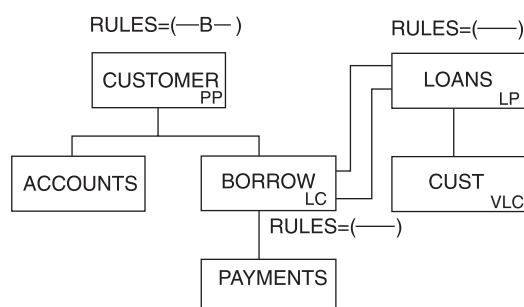 RULES=(—B— )
RULES=(——)
CUSTOMER
PP
LOANS
LP
ACCOUNTS
BORROW
LC
CUST
VLC
RULES=(——)
PAYMENTS